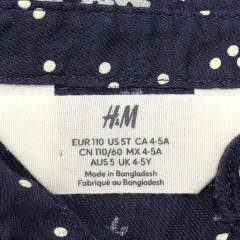 H&M
EUR 110 US 5T CA 4-5A
CN 110/60 MX 4-5A
AUS 5 UK 4-5Y
Made in Bangladesh
Fabriqué au Bangladesh